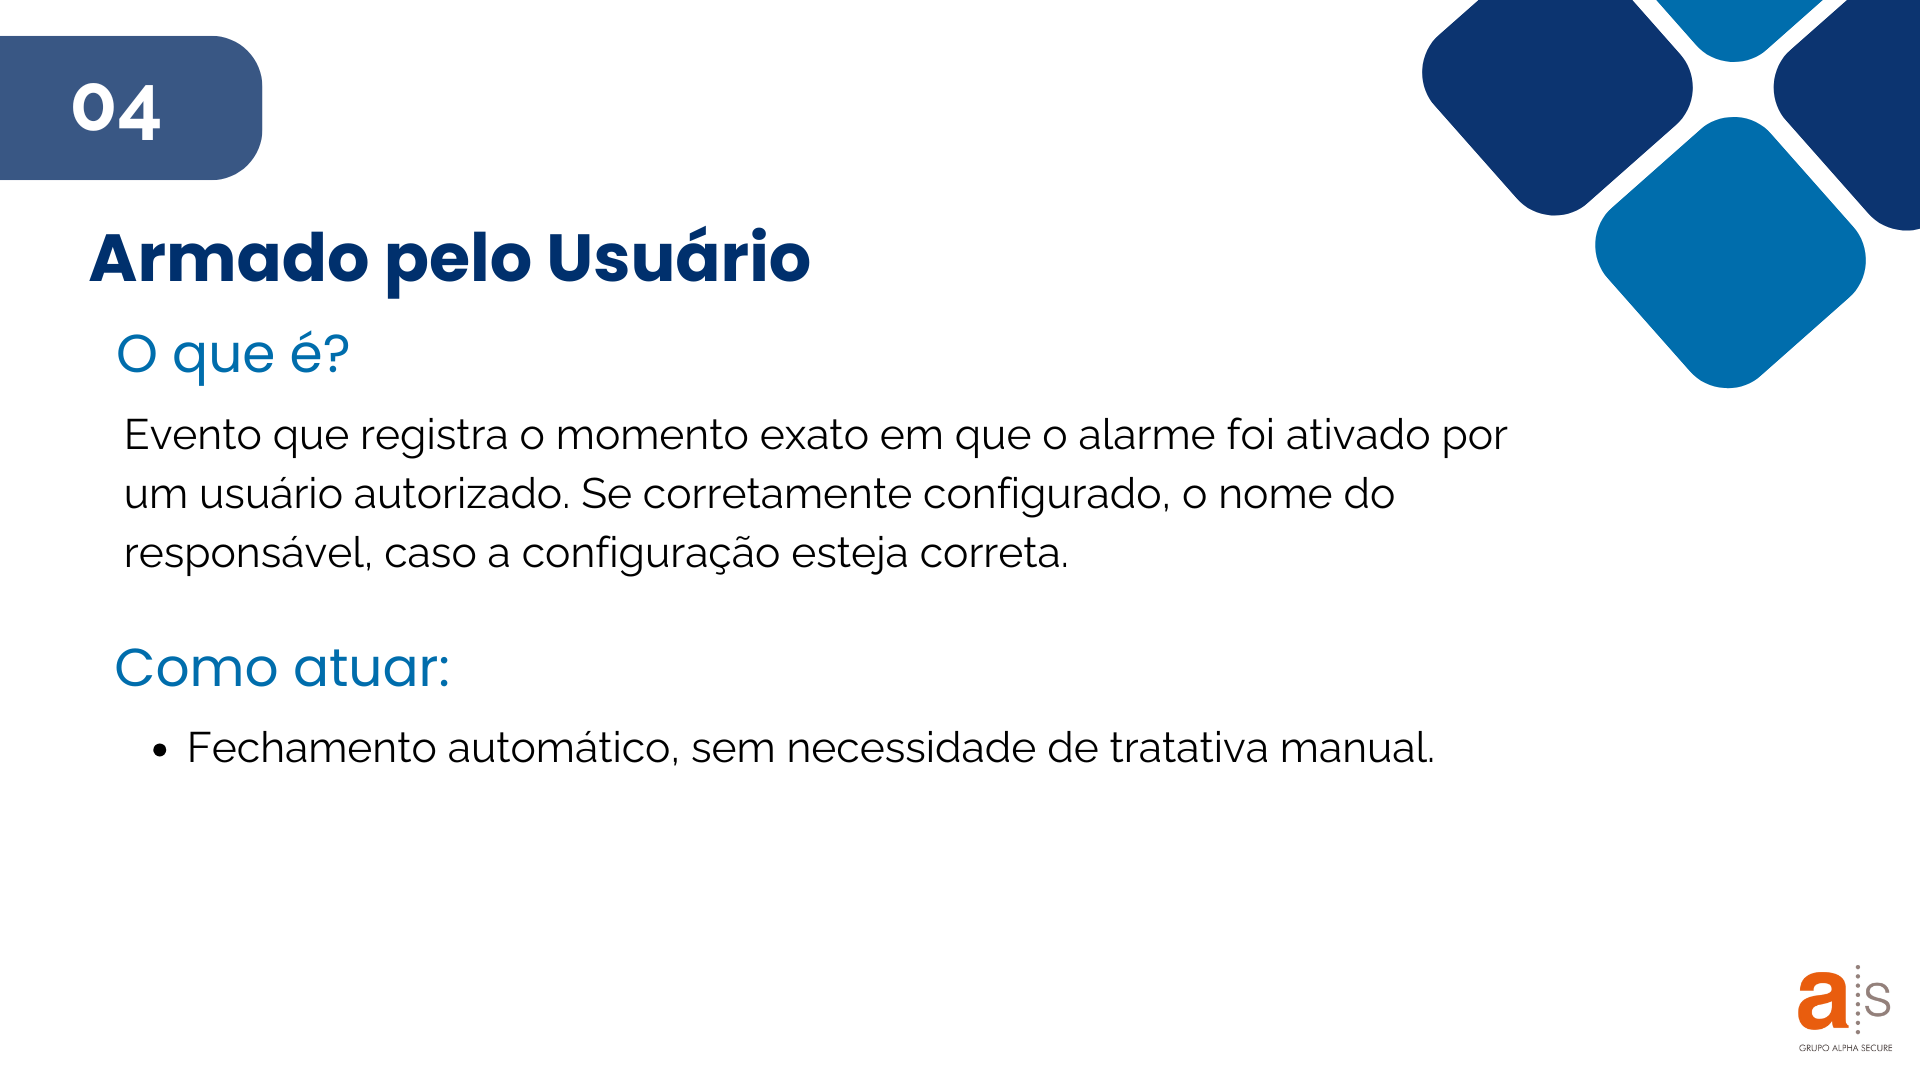 04
Armado pelo Usuário
O que é?
Evento que registra o momento exato em que o alarme foi ativado por
um usuário autorizado. Se corretamente configurado, o nome do
responsável, caso a configuração esteja correta.
Como atuar:
• Fechamento automático, sem necessidade de tratativa manual.
a s
GRUPO ALPHA SECURE